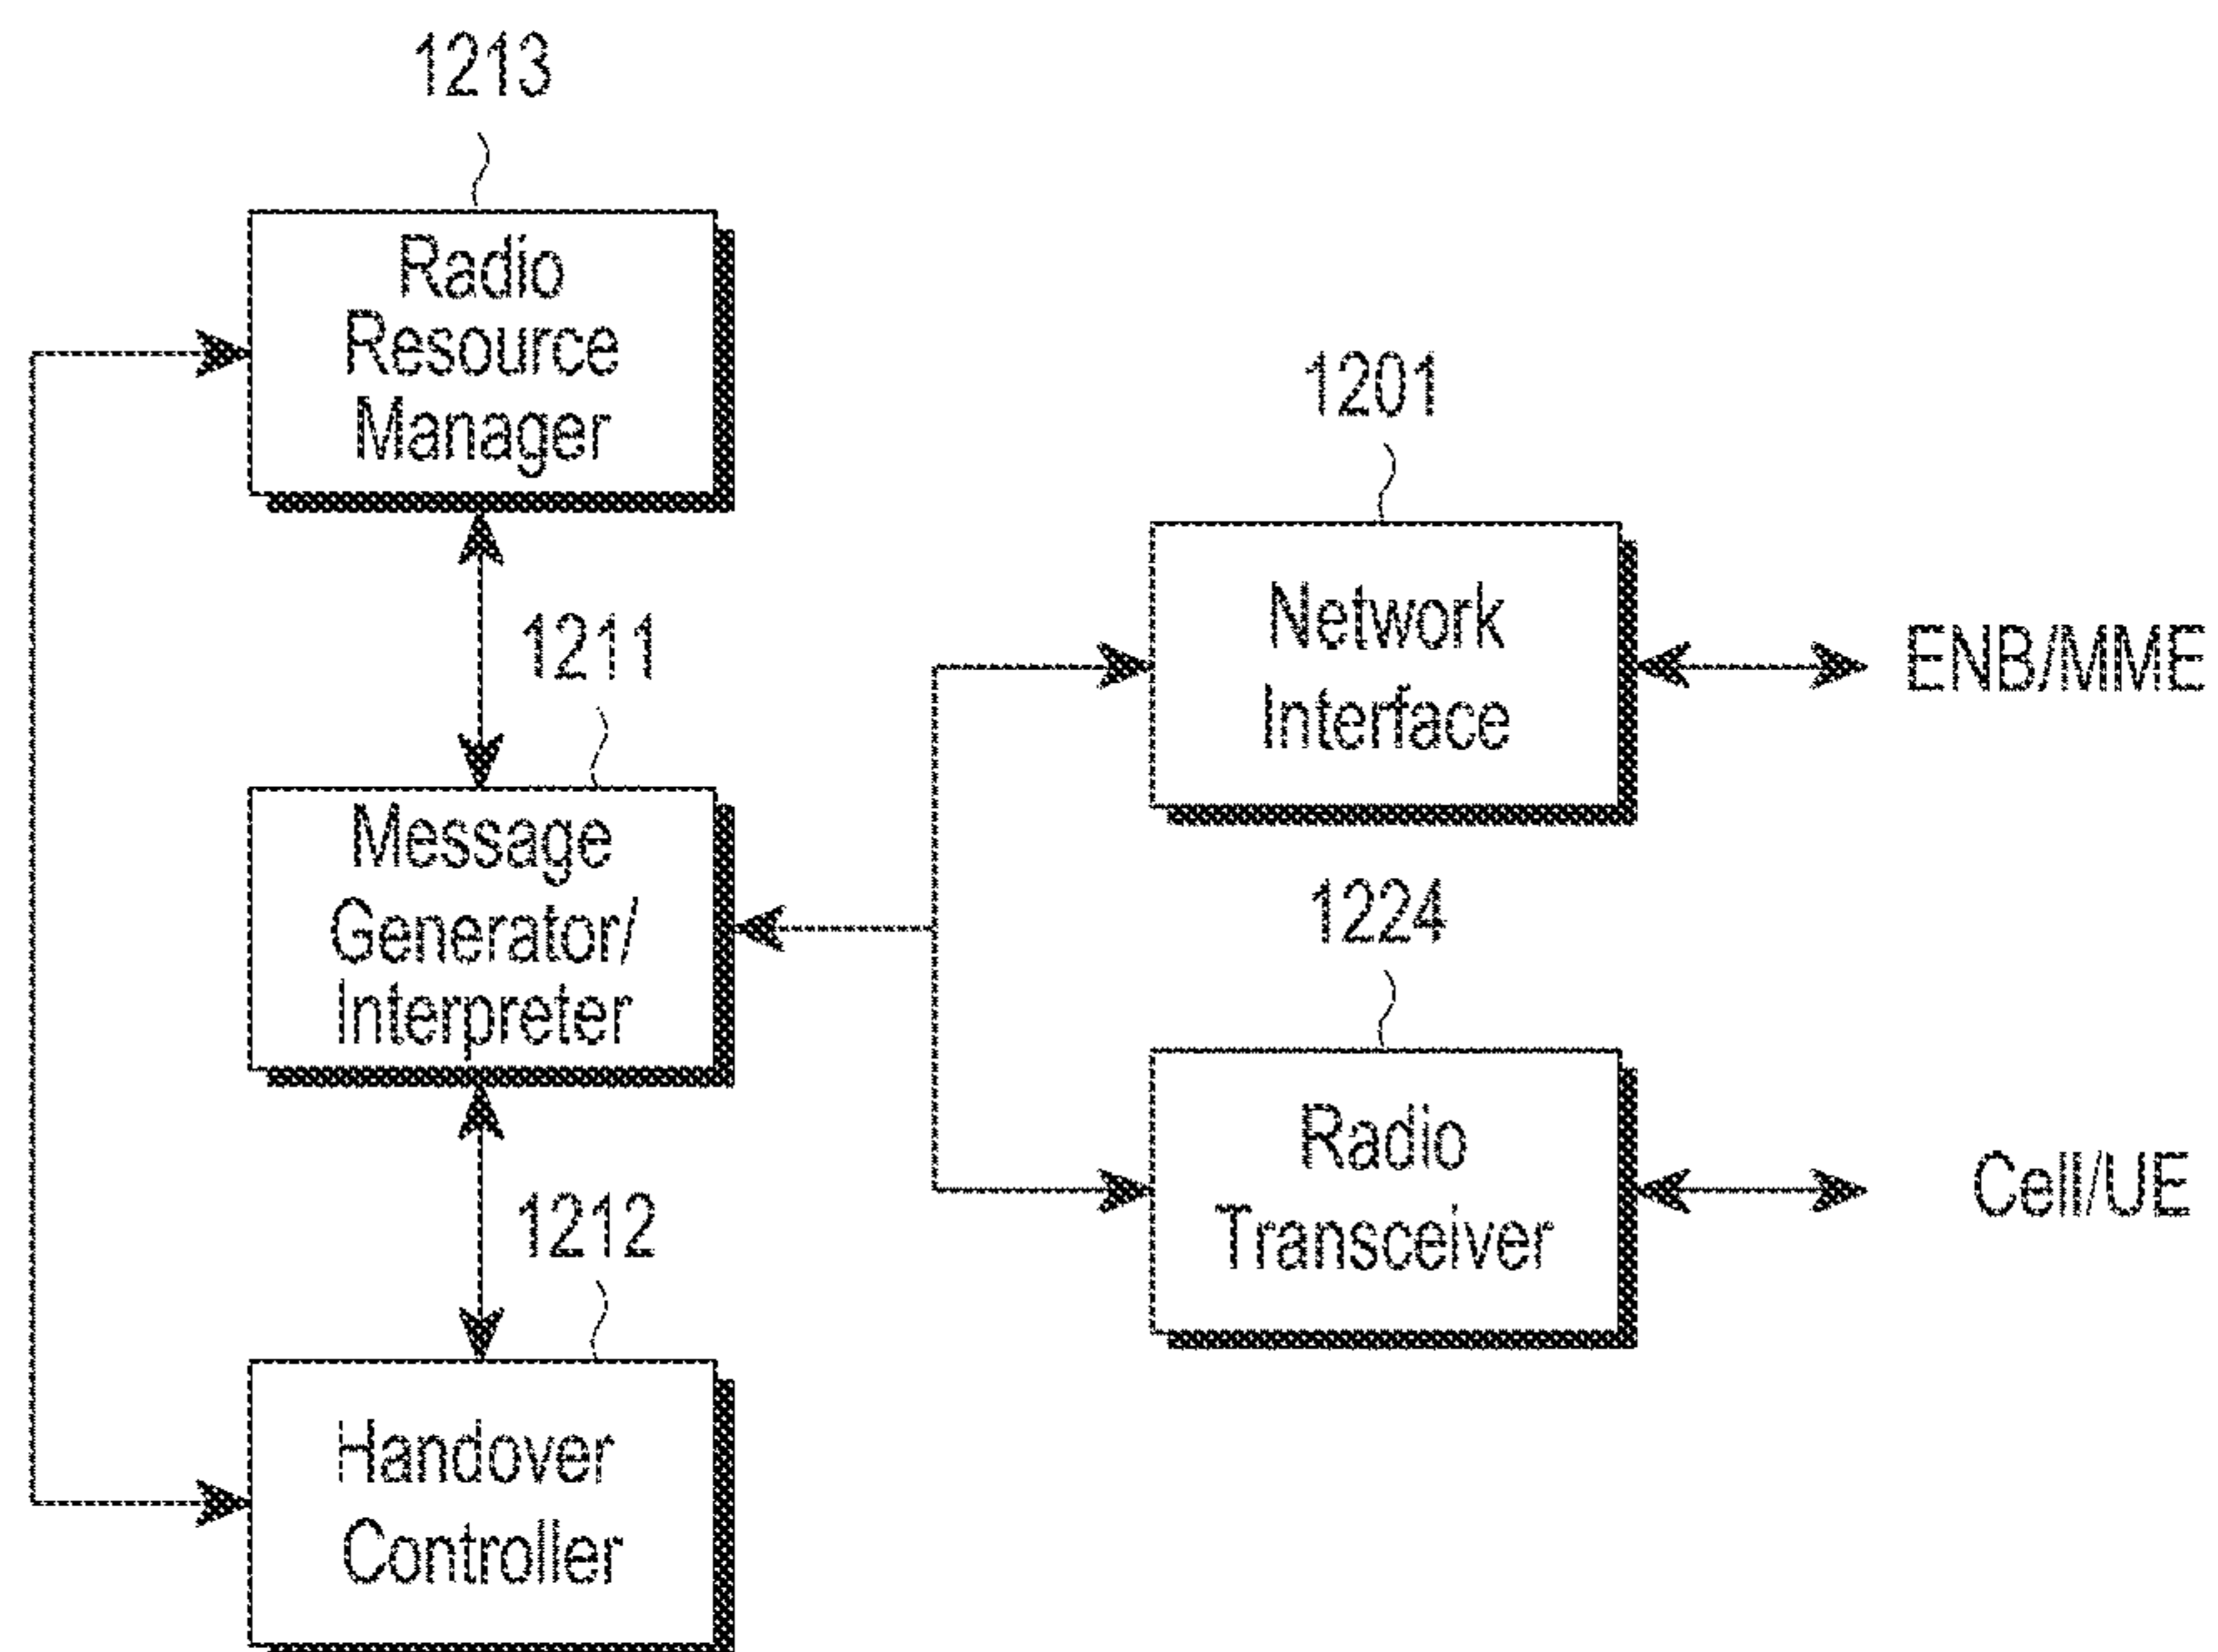 1213
Radio
Resource
Manager
1211
Message
Generator/
Interpreter
1212
Handover
Controller
1201
Network
Interface
ENB/MME
1224
Radio
Transceiver
Cell/UE